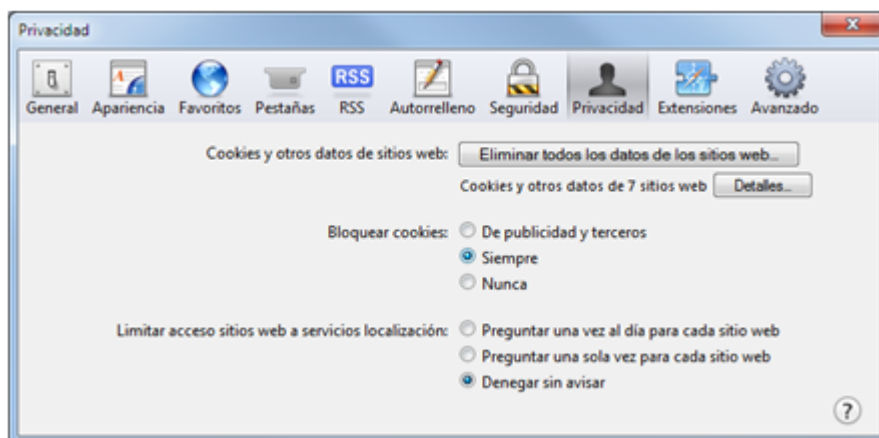 Privacidad
RSS
General Apariencia Favoritos Pestañas RSS Autorrelleno Seguridad Privacidad Extensiones Avanzado
Cookies y otros datos de sitios web: Eliminar todos los datos de los sitios web...
Cookies y otros datos de 7 sitios web Detalles...
Bloquear cookies: De publicidad y terceros
Siempre
Nunca
Limitar acceso sitios web a servicios localización: Preguntar una vez al día para cada sitio web
Preguntar una sola vez para cada sitio web
Denegar sin avisar
?